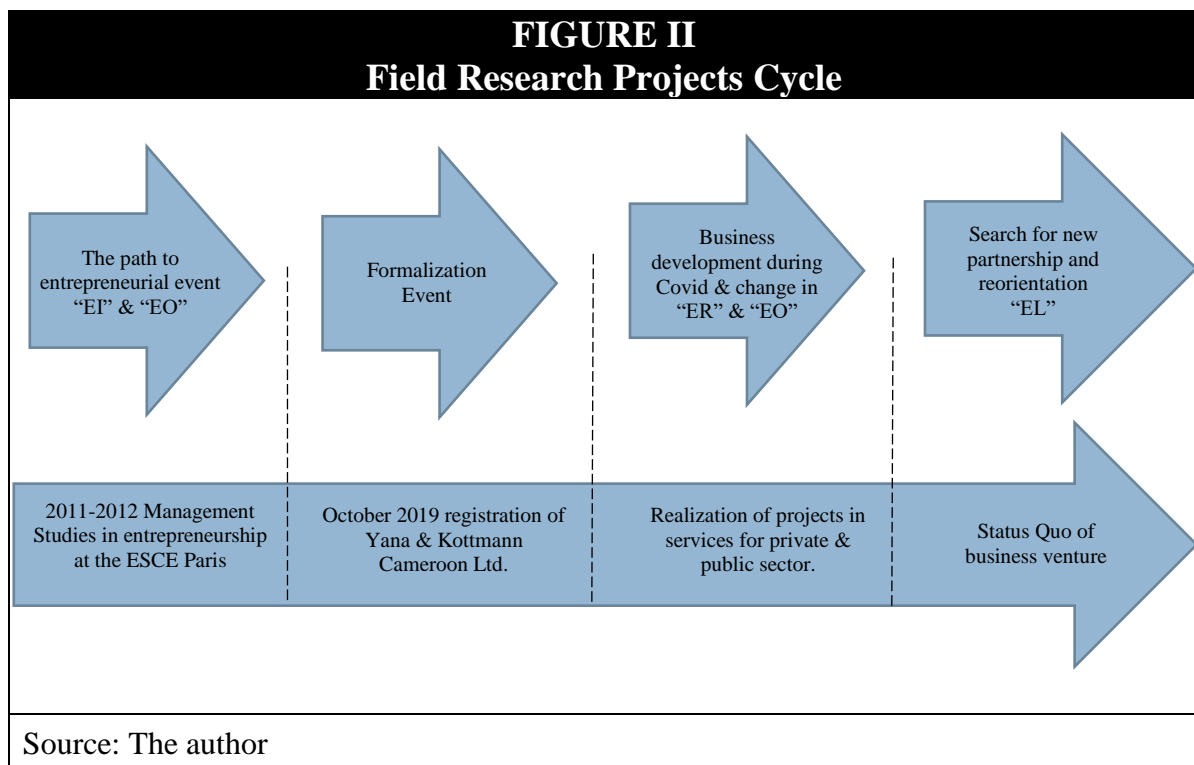 FIGURE II
Field Research Projects Cycle
The path to
entrepreneurial event
“EI” & “EO”
Formalization
Event
Business
development during
Covid & change in
“ER” & “EO”
Search for new
partnership and
reorientation
“EL”
2011-2012 Management
Studies in entrepreneurship
at the ESCE Paris
October 2019 registration of
Yana & Kottmann
Cameroon Ltd.
Realization of projects in
services for private &
public sector.
Status Quo of
business venture
Source: The author